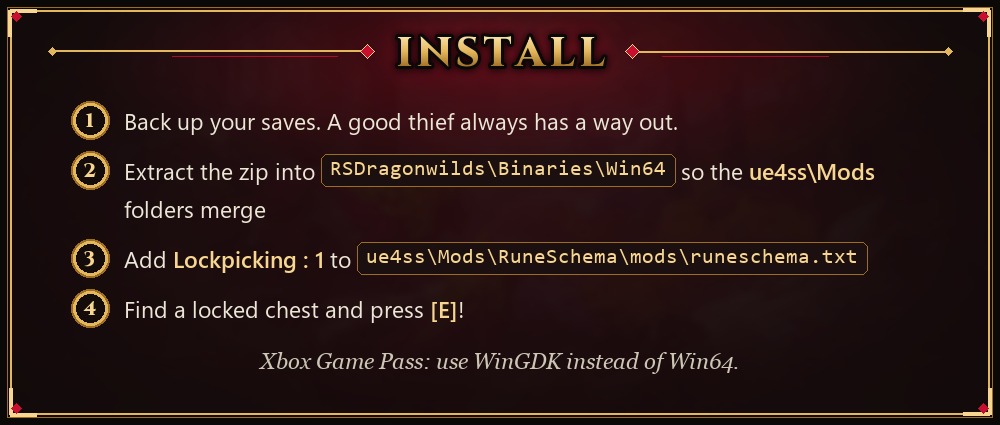 INSTALL
1 Back up your saves. A good thief always has a way out.
2 Extract the zip into RSDragonwilds\Binaries\Win64 so the ue4ss\Mods
folders merge
3 Add Lockpicking : 1 to ue4ss\Mods\RuneSchema\mods\runeschema.txt
4 Find a locked chest and press [E]!
Xbox Game Pass: use WinGDK instead of Win64.